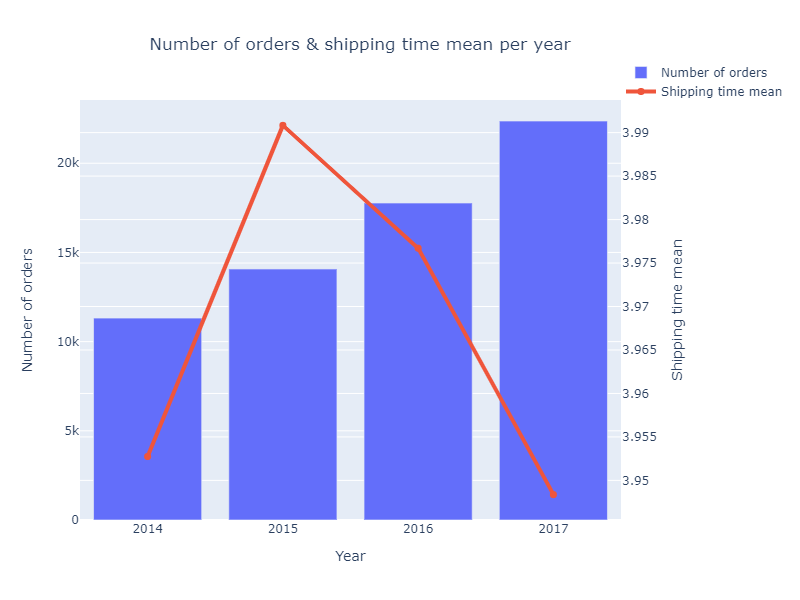 Number of orders & shipping time mean per year
Number of orders
Shipping time mean
20k
15k
10k
5k
0
Number of orders
3.99
3.985
3.98
3.975
3.97
3.965
3.96
3.955
3.95
Shipping time mean
2014 2015 2016 2017
Year